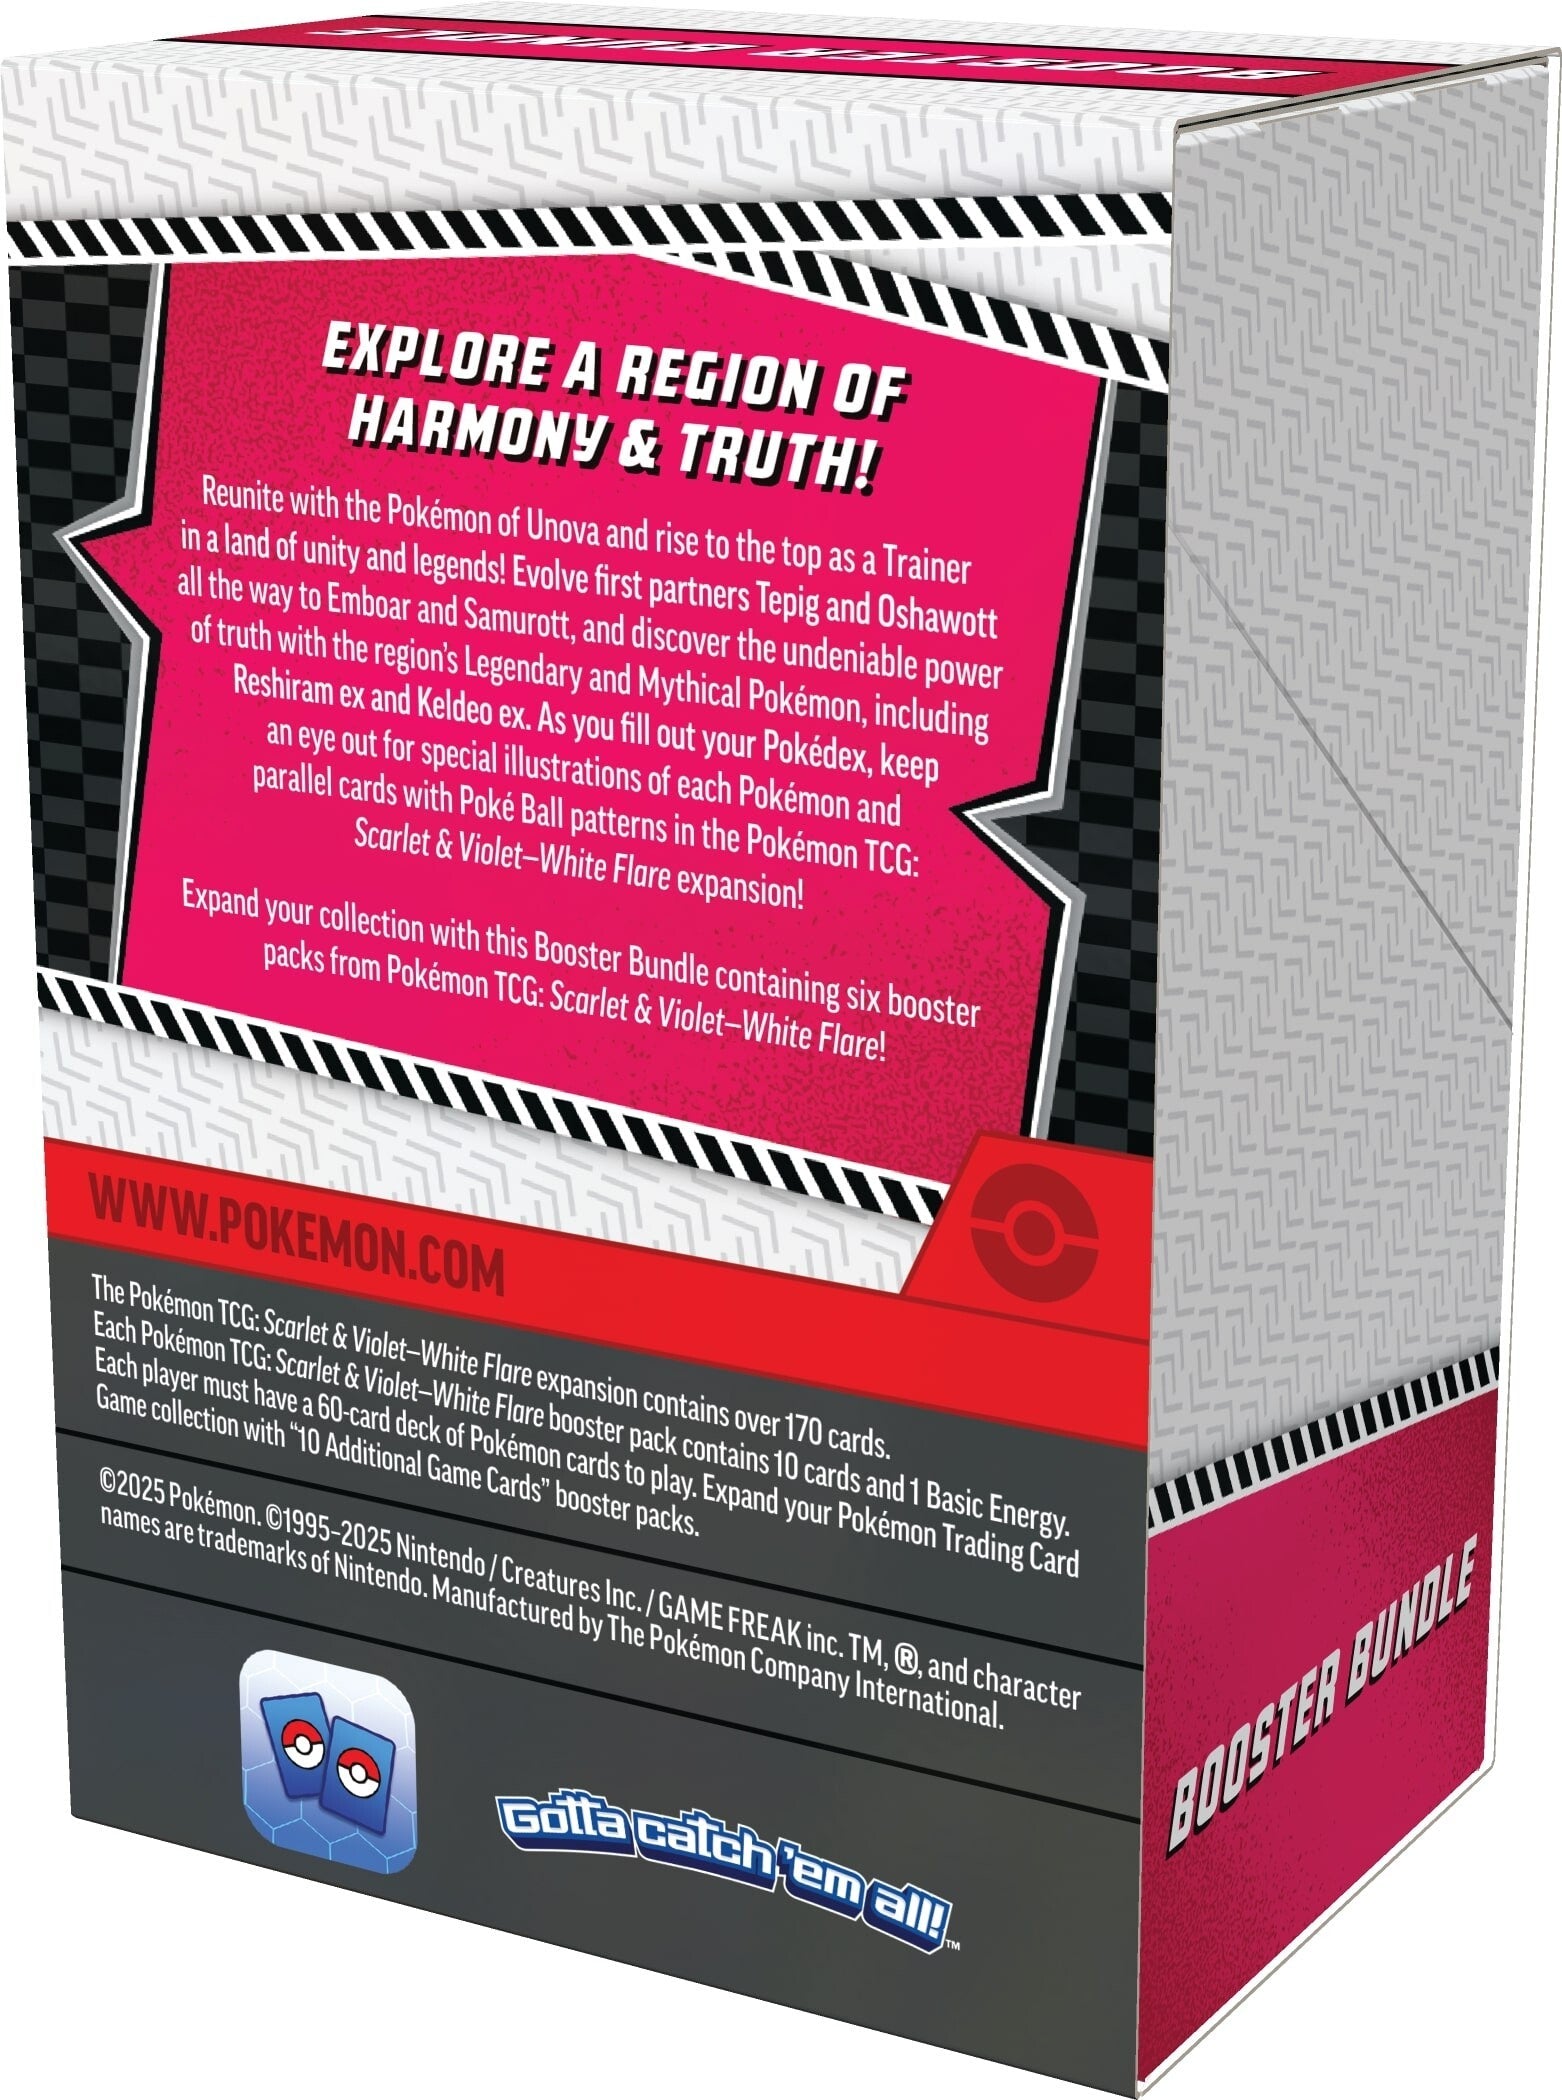 BOOSTER BUNDLE
EXPLORE A REGION OF
HARMONY & TRUTH!
Reunite with the Pokémon of Unova and rise to the top as a Trainer
in a land of unity and legends! Evolve first partners Tepig and Oshawott
all the way to Emboar and Samurott, and discover the undeniable power
of truth with the region's Legendary and Mythical Pokémon, including
Reshiram ex and Keldeo ex. As you fill out your Pokédex, keep
an eye out for special illustrations of each Pokémon and
parallel cards with Poké Ball patterns in the Pokémon TCG:
Scarlet & Violet–White Flare expansion!
Expand your collection with this Booster Bundle containing six booster
packs from Pokémon TCG: Scarlet & Violet–White Flare!
WWW.POKEMON.COM
The Pokémon TCG: Scarlet & Violet–White Flare expansion contains over 170 cards.
Each Pokémon TCG: Scarlet & Violet–White Flare booster pack contains 10 cards and 1 Basic Energy.
Each player must have a 60-card deck of Pokémon cards to play. Expand your Pokémon Trading Card
Game collection with “10 Additional Game Cards” booster packs.
©2025 Pokémon. ©1995–2025 Nintendo / Creatures Inc. / GAME FREAK inc. TM, ®, and character
names are trademarks of Nintendo. Manufactured by The Pokémon Company International.
Gotta catch 'em all!™
BOOSTER BUNDLE